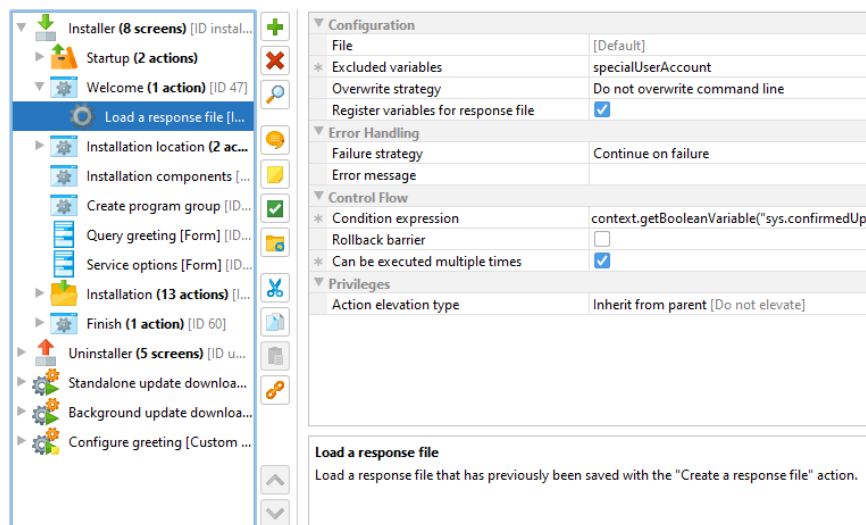 Installer (8 screens) [ID instal...
Startup (2 actions)
Welcome (1 action) [ID 47]
Load a response file [I...
Installation location (2 ac...
Installation components [...
Create program group [ID...
Query greeting [Form] [ID...
Service options [Form] [ID...
Installation (13 actions) [I...
Finish (1 action) [ID 60]
Uninstaller (5 screens) [ID u...
Standalone update downloa...
Background update downloa...
Configure greeting [Custom ...
Configuration
File [Default]
Excluded variables specialUserAccount
Overwrite strategy Do not overwrite command line
Register variables for response file
Error Handling
Failure strategy Continue on failure
Error message
Control Flow
Condition expression context.getBooleanVariable("sys.confirmedUp
Rollback barrier
Can be executed multiple times
Privileges
Action elevation type Inherit from parent [Do not elevate]
Load a response file
Load a response file that has previously been saved with the "Create a response file" action.